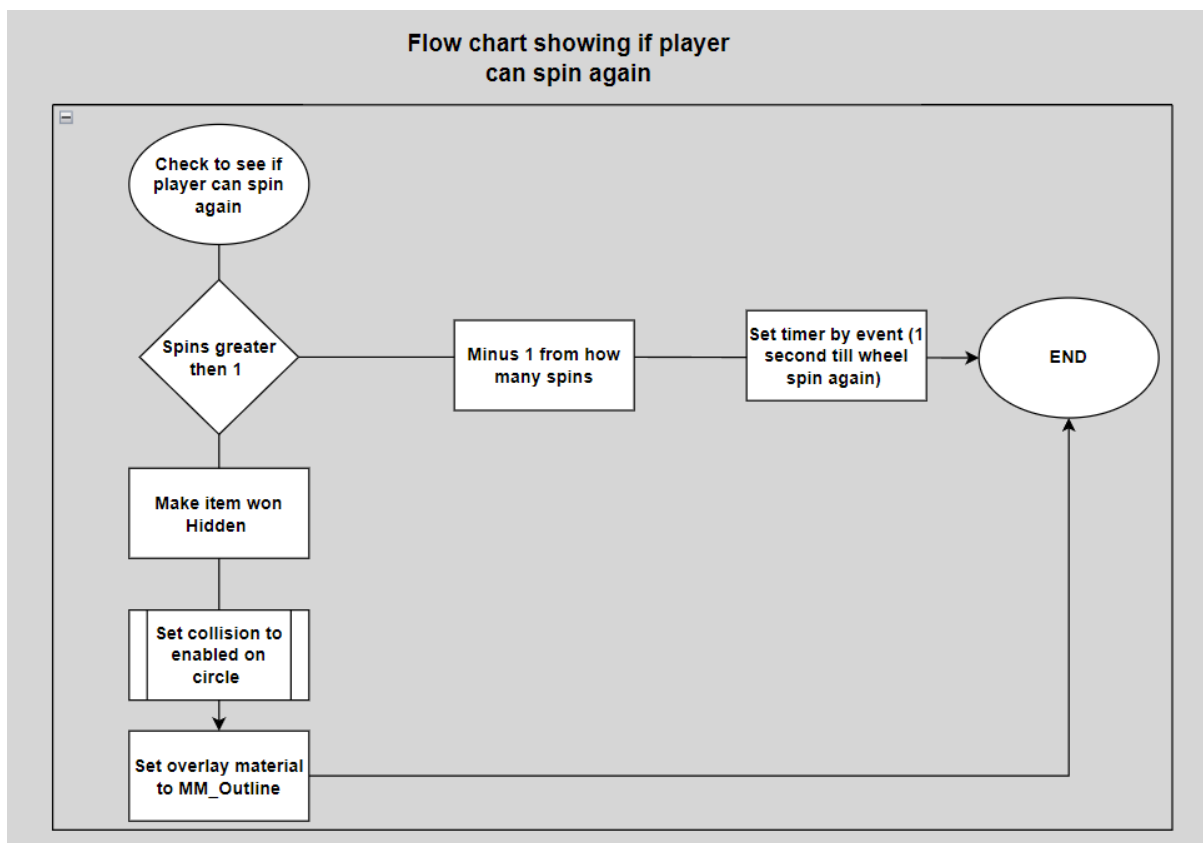 Flow chart showing if player
can spin again
Check to see if
player can spin
again
Spins greater
then 1
Minus 1 from how
many spins
Set timer by event (1
second till wheel
spin again)
END
Make item won
Hidden
Set collision to
enabled on
circle
Set overlay material
to MM_Outline